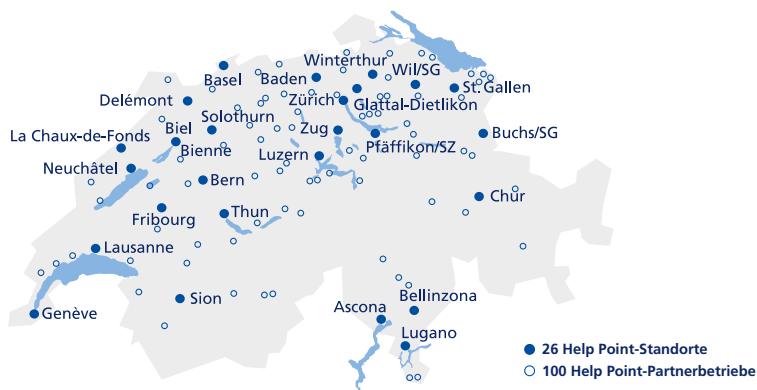 Winterthur
Basel
Baden
Wil/SG
St. Gallen
Delémont
Zürich
Glattal-Dietlikon
Solothurn
La Chaux-de-Fonds
Biel
Bienne
Zug
Pfäffikon/SZ
Buchs/SG
Neuchâtel
Luzern
Bern
Chur
Fribourg
Thun
Lausanne
Sion
Bellinzona
Ascona
Genève
Lugano
26 Help Point-Standorte
100 Help Point-Partnerbetriebe